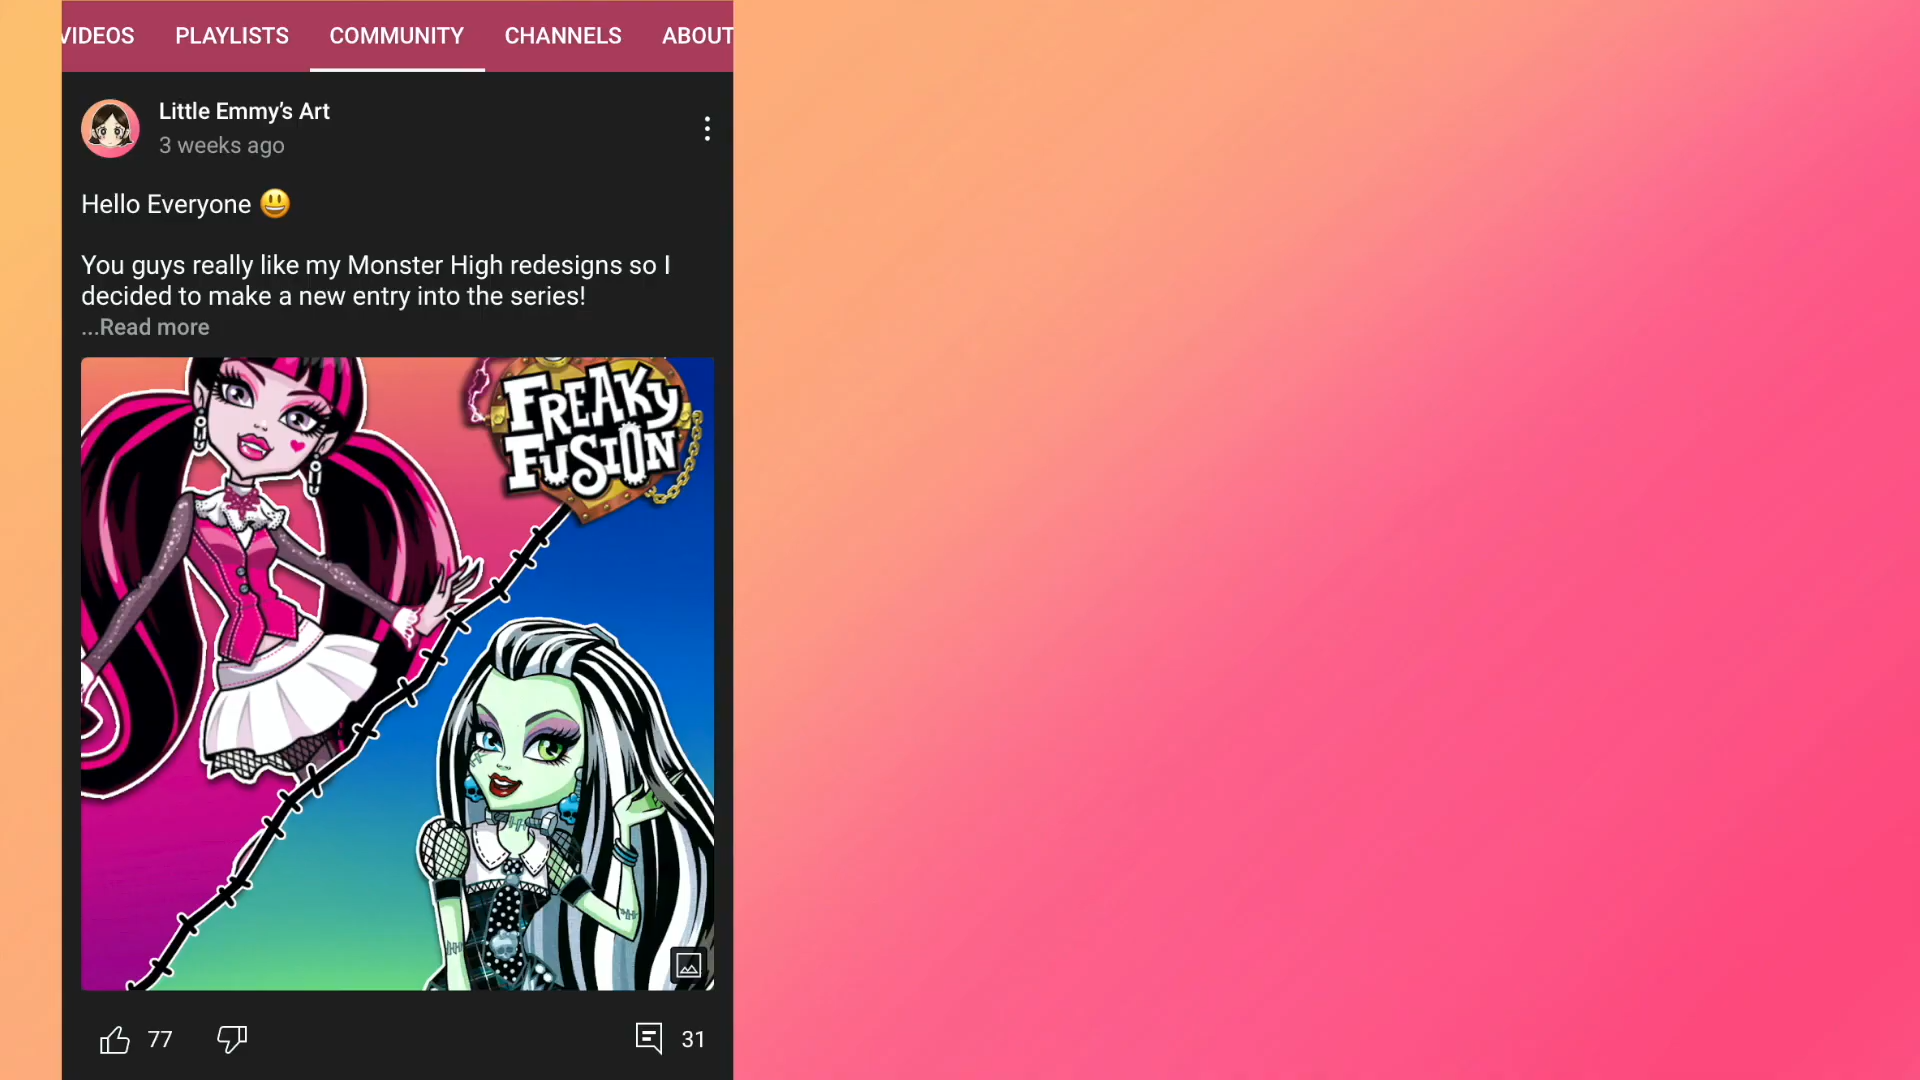 VIDEOS PLAYLISTS COMMUNITY CHANNELS ABOUT
Little Emmy's Art
3 weeks ago
Hello Everyone 😃
You guys really like my Monster High redesigns so I
decided to make a new entry into the series!
...Read more
FREAKY
FUSION
77
31